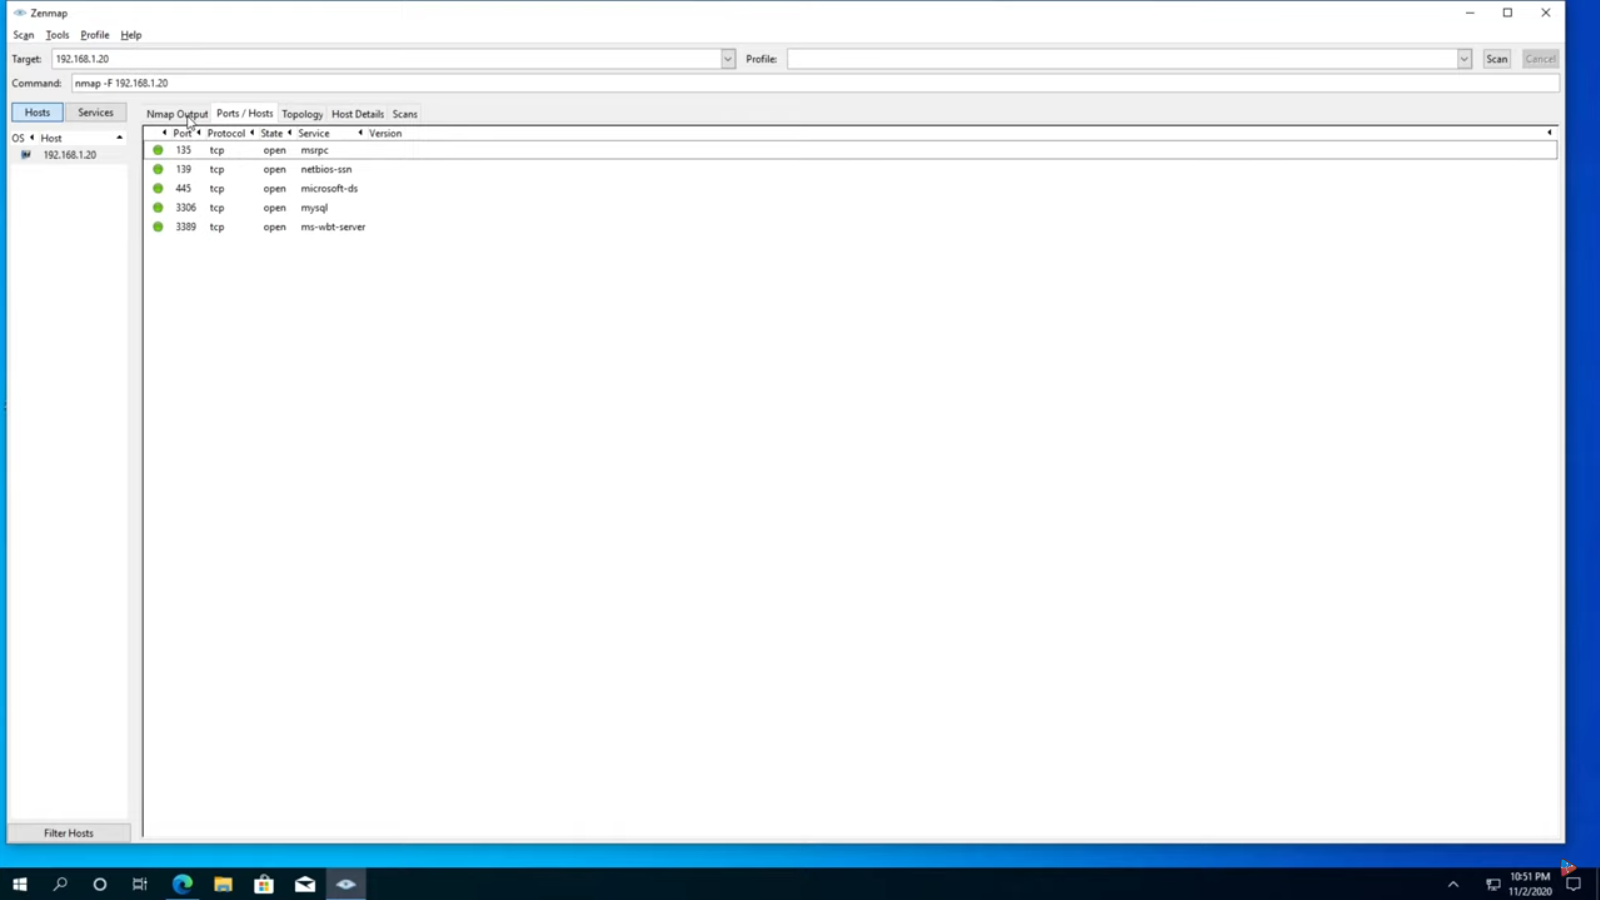 Zenmap
Scan Tools Profile Help
Target: 192.168.1.20 Profile: Scan Cancel
Command: nmap -F 192.168.1.20
Hosts Services Nmap Output Ports / Hosts Topology Host Details Scans
OS Host Port Protocol State Service Version
192.168.1.20
135 tcp open msrpc
139 tcp open netbios-ssn
445 tcp open microsoft-ds
3306 tcp open mysql
3389 tcp open ms-wbt-server
Filter Hosts
10:51 PM
11/2/2020